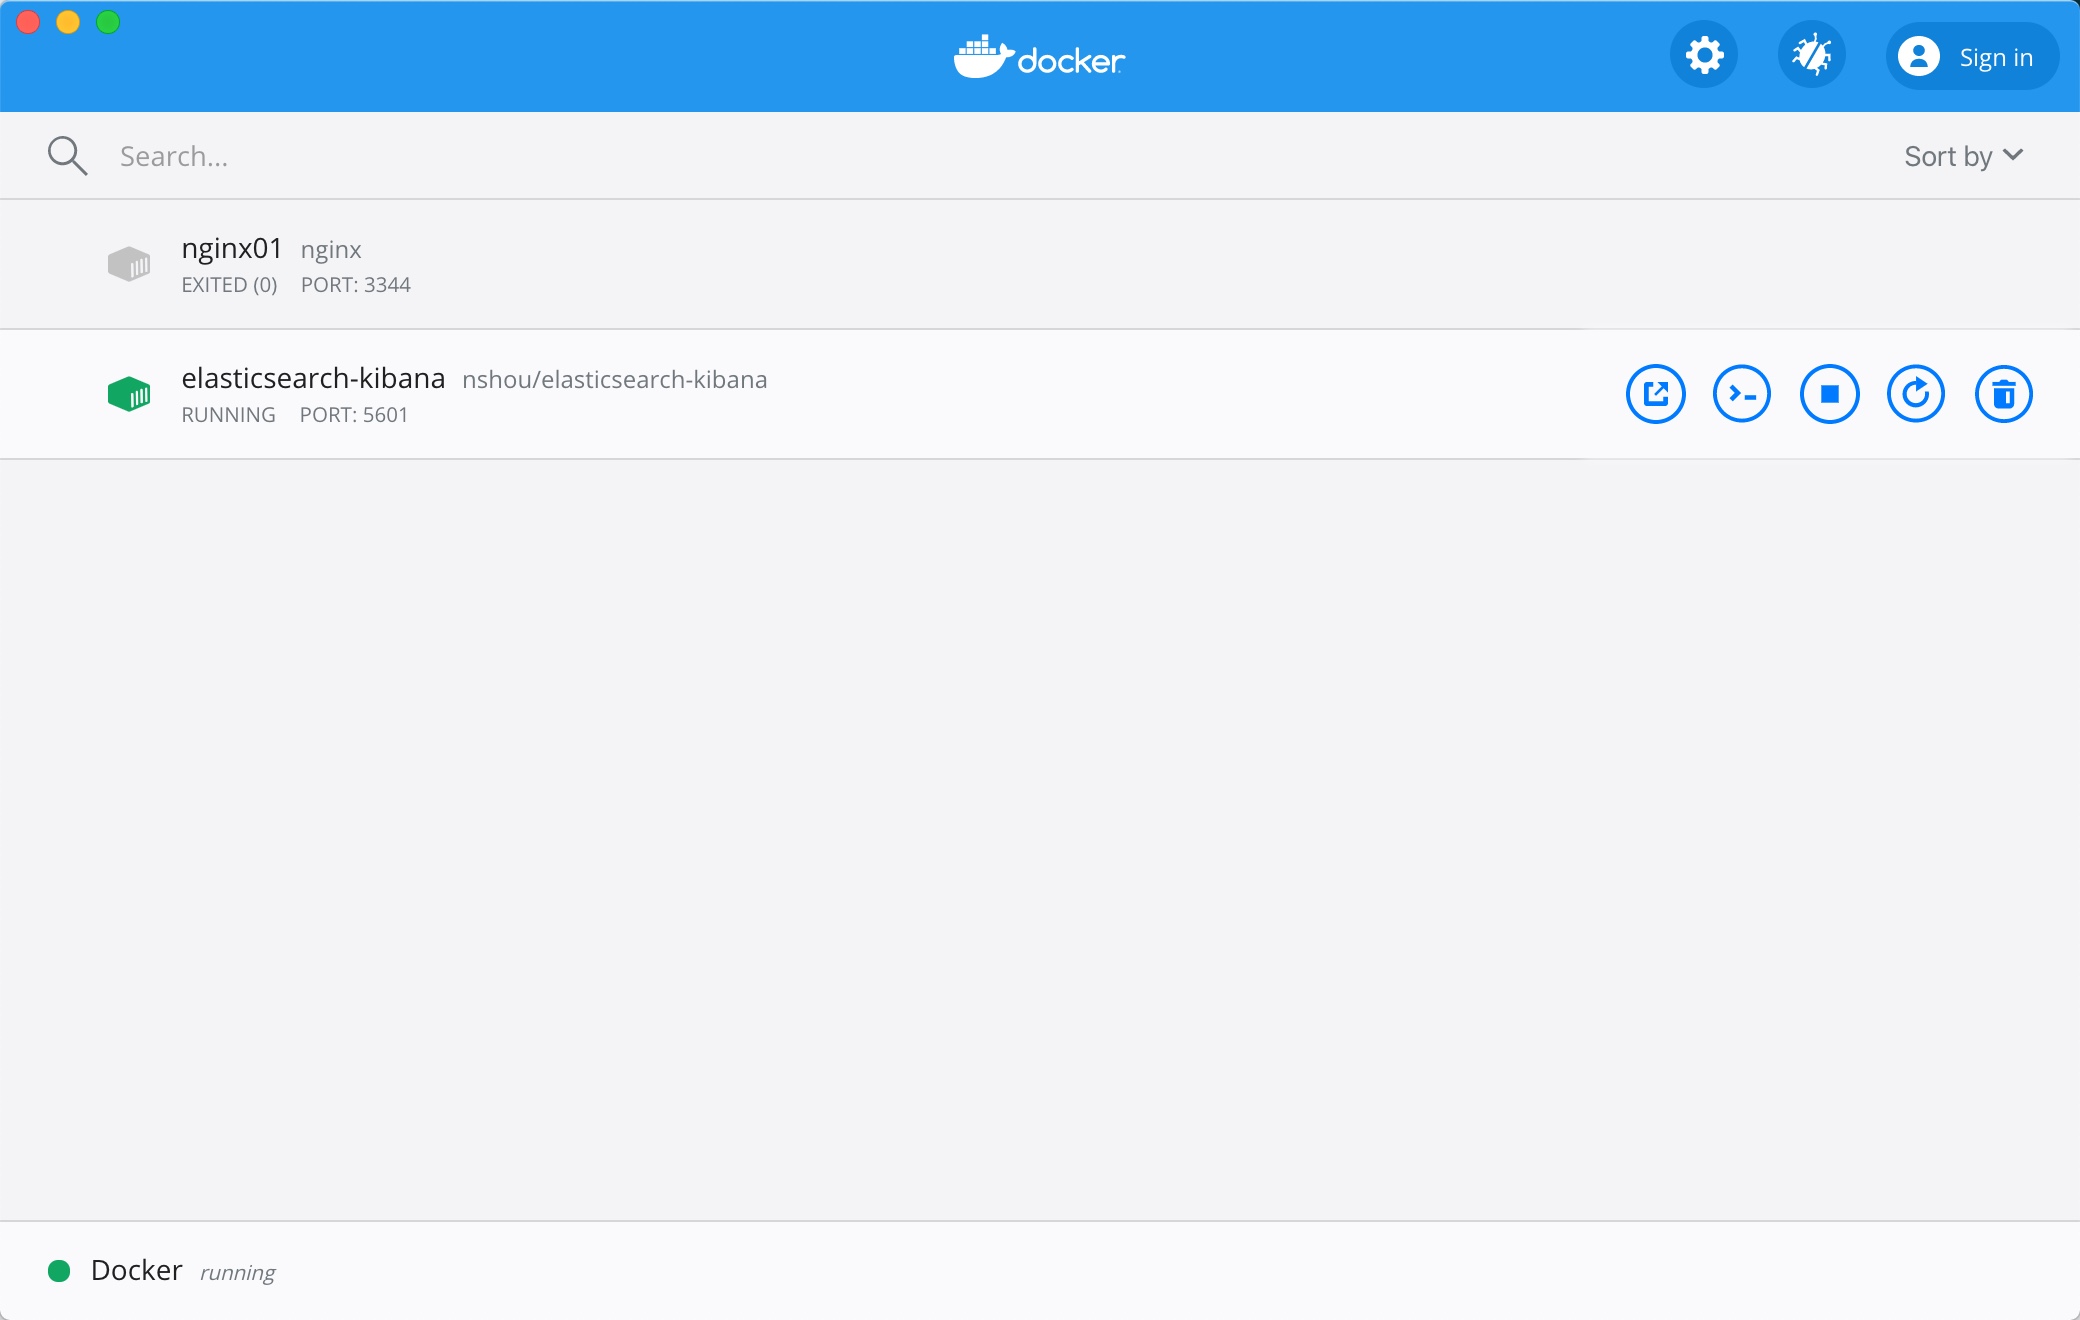 docker
Sign in
Search...
Sort by
nginx01 nginx
EXITED (0) PORT: 3344
elasticsearch-kibana nshou/elasticsearch-kibana
RUNNING PORT: 5601
Docker running